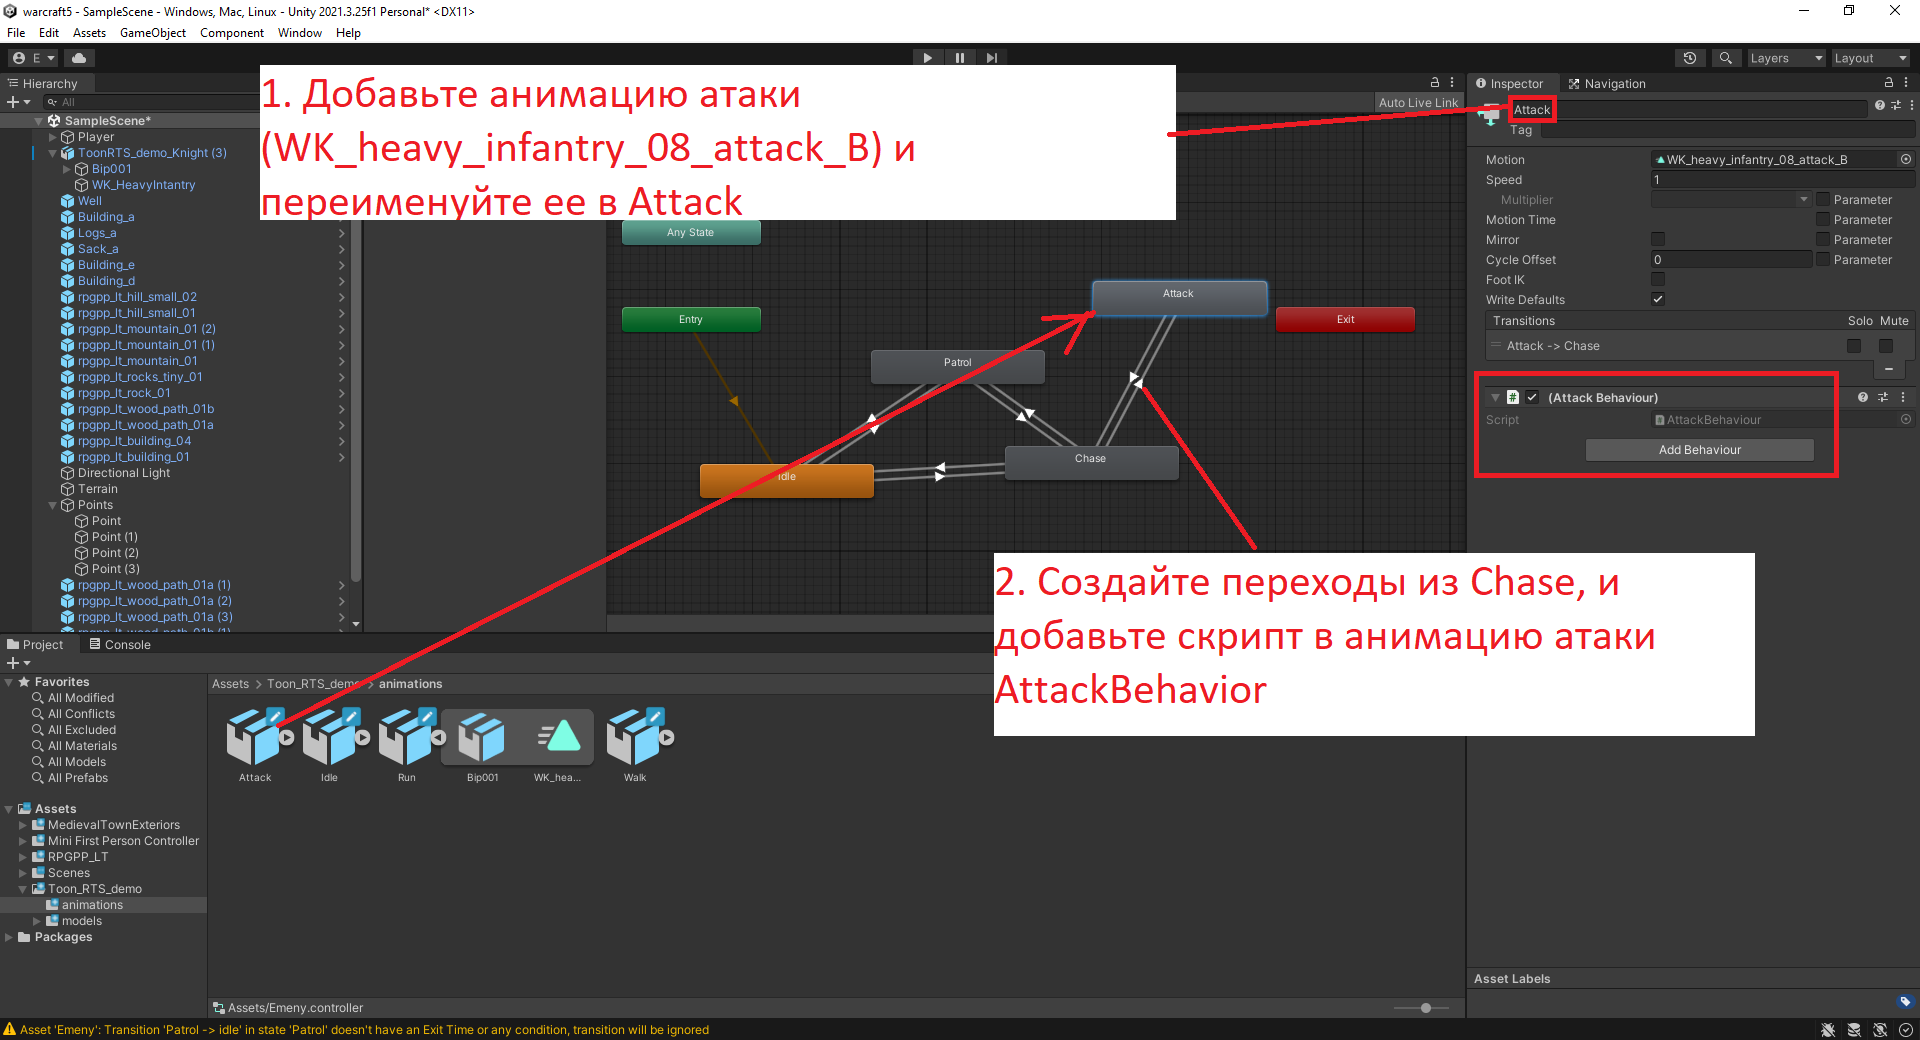 warcraft5 - SampleScene - Windows, Mac, Linux - Unity 2021.3.25f1 Personal* <DX11>
File Edit Assets GameObject Component Window Help
E
Layers
Layout
Hierarchy
All
SampleScene*
Player
ToonRTS_demo_Knight (3)
Bip001
WK_HeavyIntantry
Well
Building_a
Logs_a
Sack_a
Building_e
Building_d
rpgpp_lt_hill_small_02
rpgpp_lt_hill_small_01
rpgpp_lt_mountain_01 (2)
rpgpp_lt_mountain_01 (1)
rpgpp_lt_mountain_01
rpgpp_lt_rocks_tiny_01
rpgpp_lt_rock_01
rpgpp_lt_wood_path_01b
rpgpp_lt_wood_path_01a
rpgpp_lt_building_04
rpgpp_lt_building_01
Directional Light
Terrain
Points
Point
Point (1)
Point (2)
Point (3)
rpgpp_lt_wood_path_01a (1)
rpgpp_lt_wood_path_01a (2)
rpgpp_lt_wood_path_01a (3)
1. Добавьте анимацию атаки
(WK_heavy_infantry_08_attack_B) и
переименуйте ее в Attack
Auto Live Link
Any State
Entry
Attack
Exit
Patrol
Chase
Idle
2. Создайте переходы из Chase, и
добавьте скрипт в анимацию атаки
AttackBehavior
Inspector
Navigation
Attack
Tag
Motion WK_heavy_infantry_08_attack_B
Speed 1
Multiplier Parameter
Motion Time Parameter
Mirror Parameter
Cycle Offset 0 Parameter
Foot IK
Write Defaults
Transitions Solo Mute
Attack -> Chase
(Attack Behaviour)
Script AttackBehaviour
Add Behaviour
Asset Labels
Project
Console
Favorites
All Modified
All Conflicts
All Excluded
All Materials
All Models
All Prefabs
Assets
MedievalTownExteriors
Mini First Person Controller
RPGPP_LT
Scenes
Toon_RTS_demo
animations
models
Packages
Assets > Toon_RTS_demo > animations
Attack Idle Run Bip001 WK_hea... Walk
Assets/Emeny.controller
Asset 'Emeny': Transition 'Patrol -> idle' in state 'Patrol' doesn't have an Exit Time or any condition, transition will be ignored